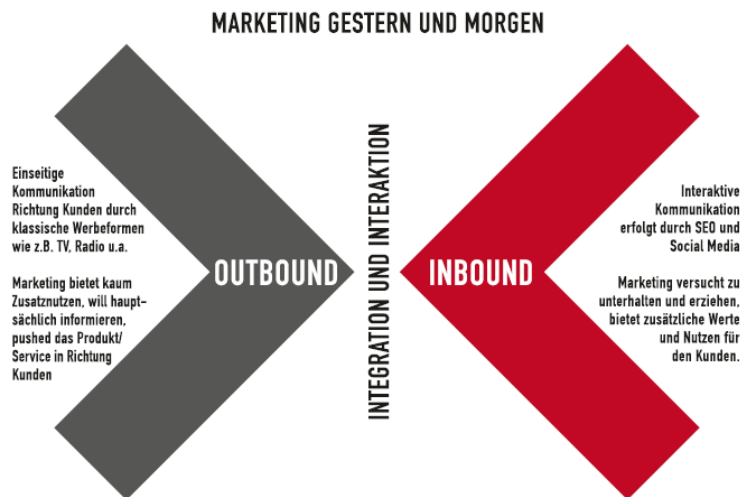 MARKETING GESTERN UND MORGEN
Einseitige
Kommunikation
Richtung Kunden durch
klassische Werbeformen
wie z.B. TV, Radio u.a.
Marketing bietet kaum
Zusatznutzen, will haupt-
sächlich informieren,
pushed das Produkt/
Service in Richtung
Kunden
OUTBOUND
INTEGRATION UND INTERAKTION
INBOUND
Interaktive
Kommunikation
erfolgt durch SEO und
Social Media
Marketing versucht zu
unterhalten und erziehen,
bietet zusätzliche Werte
und Nutzen für
den Kunden.